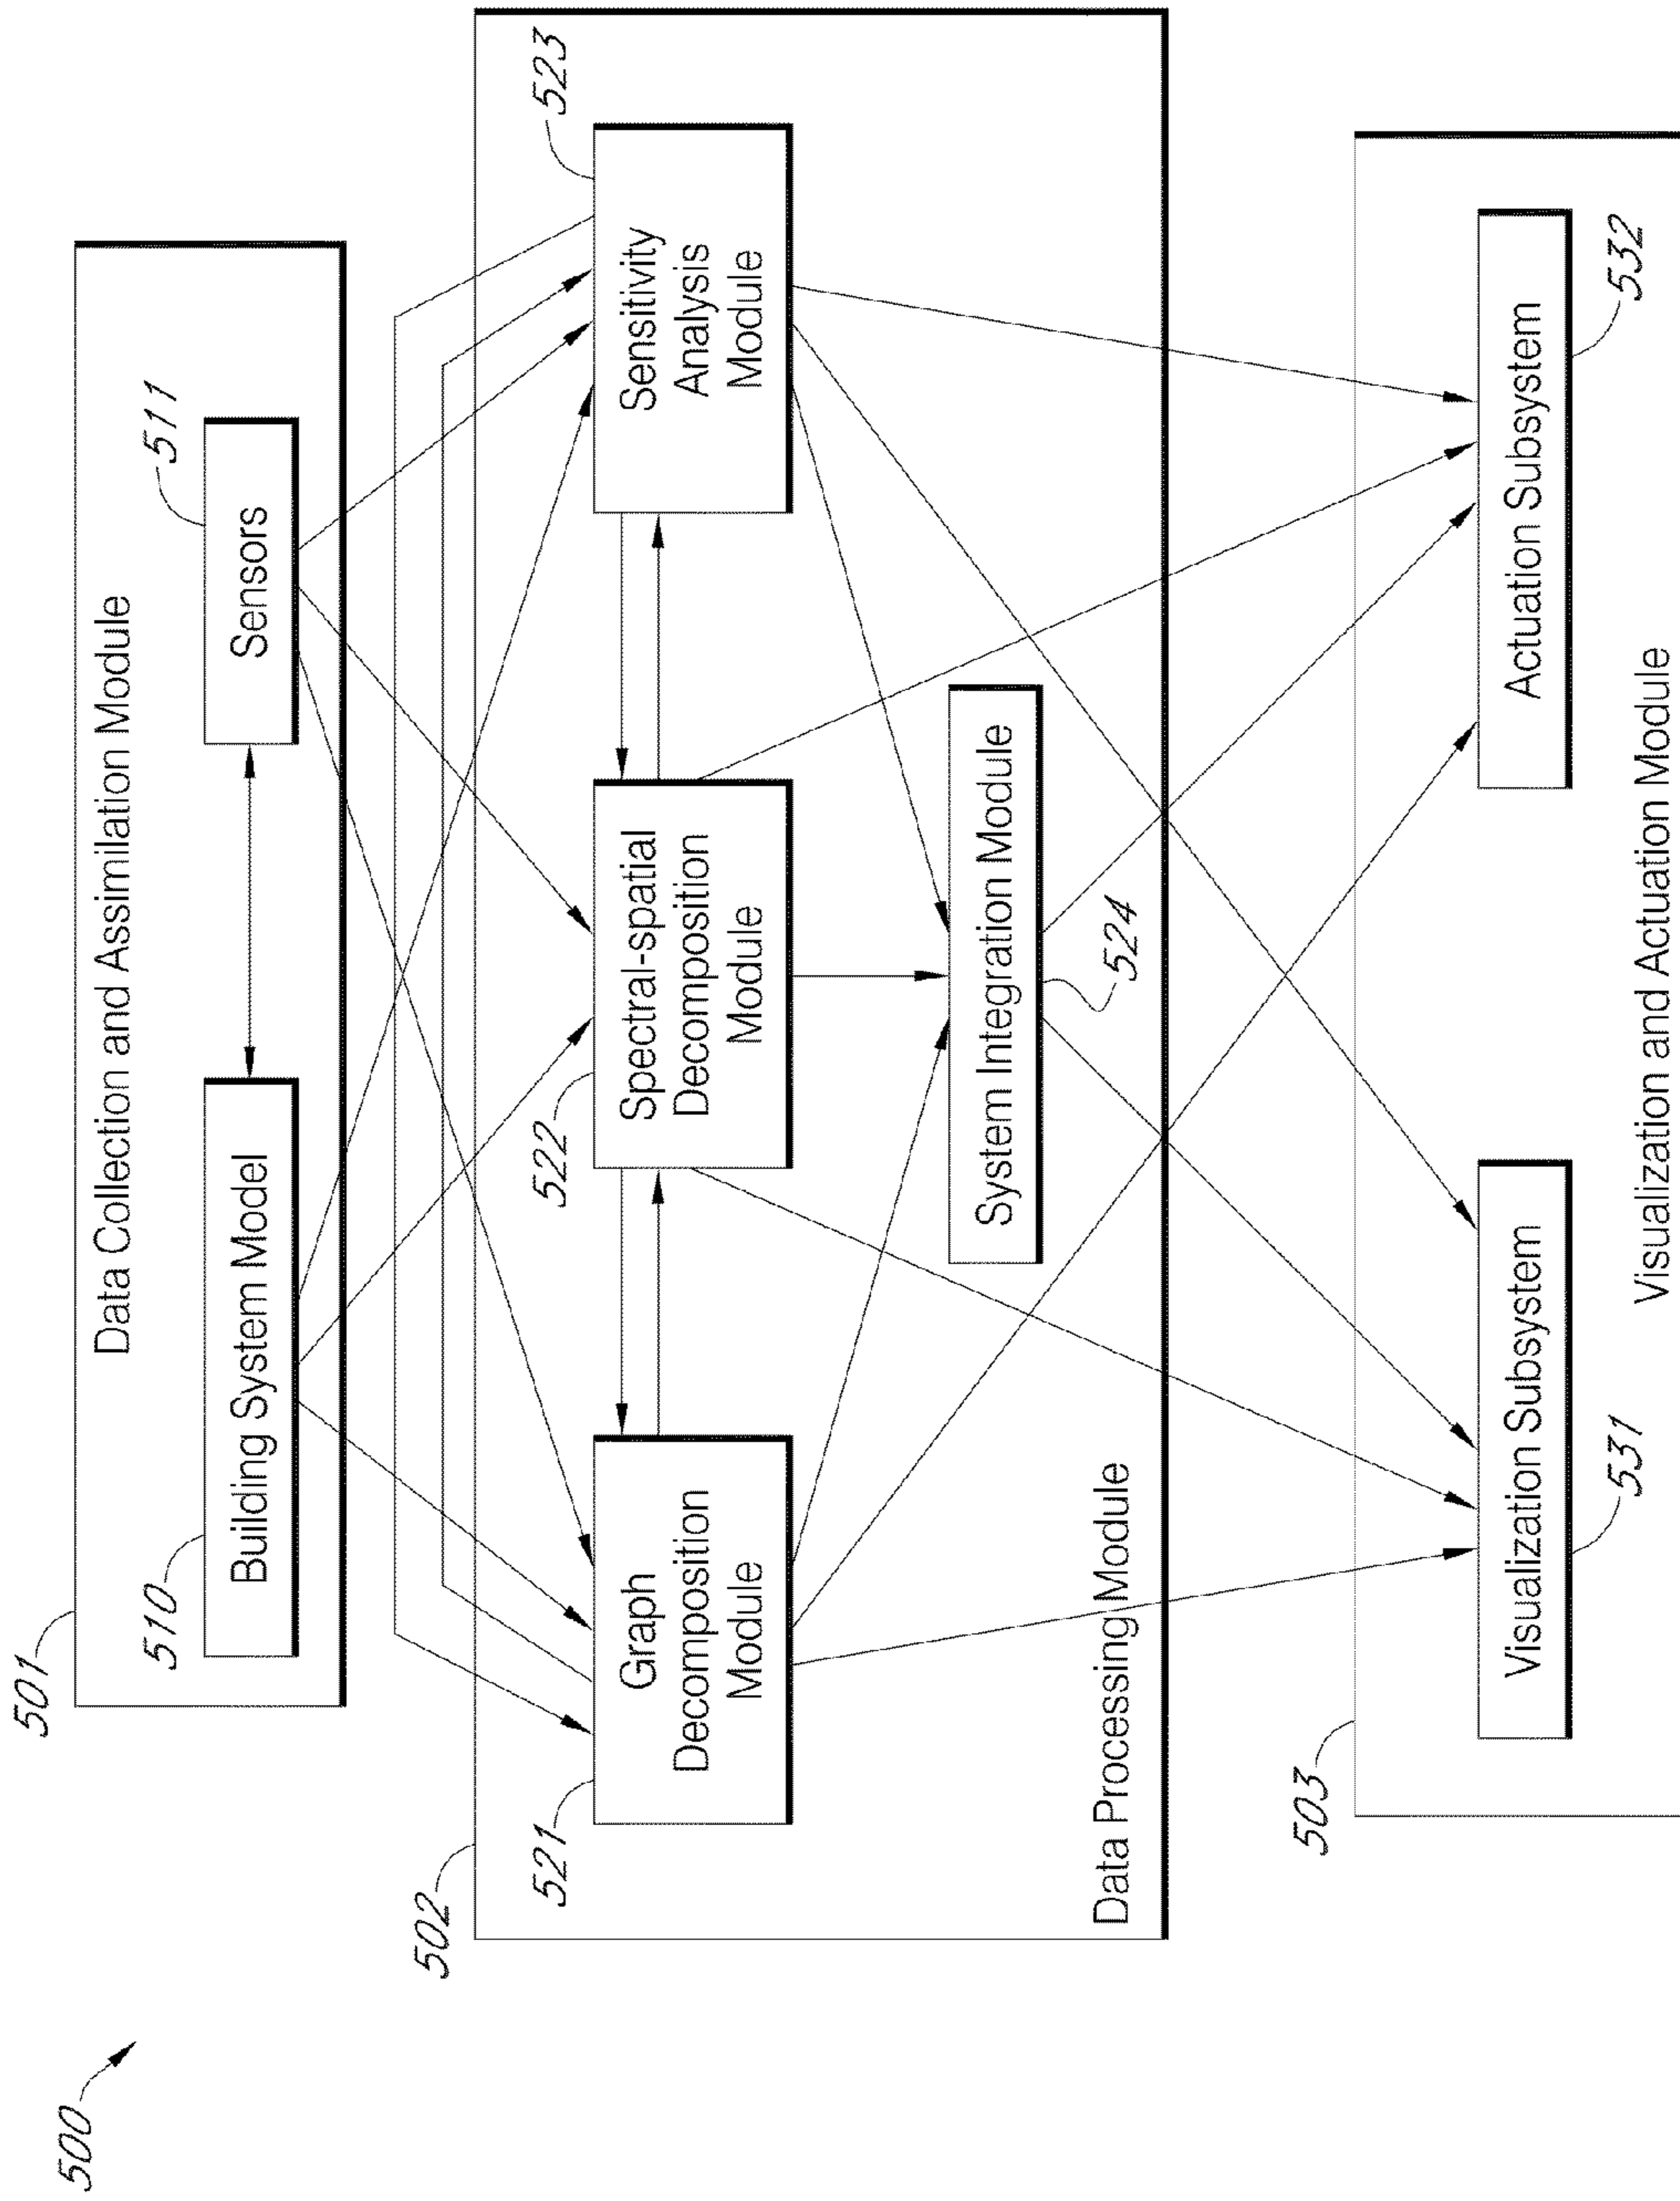 500
501
Data Collection and Assimilation Module
510
Building System Model
511
Sensors
502
521
Graph
Decomposition
Module
522
Spectral-spatial
Decomposition
Module
523
Sensitivity
Analysis
Module
System Integration Module
524
Data Processing Module
503
Visualization Subsystem
531
Actuation Subsystem
532
Visualization and Actuation Module